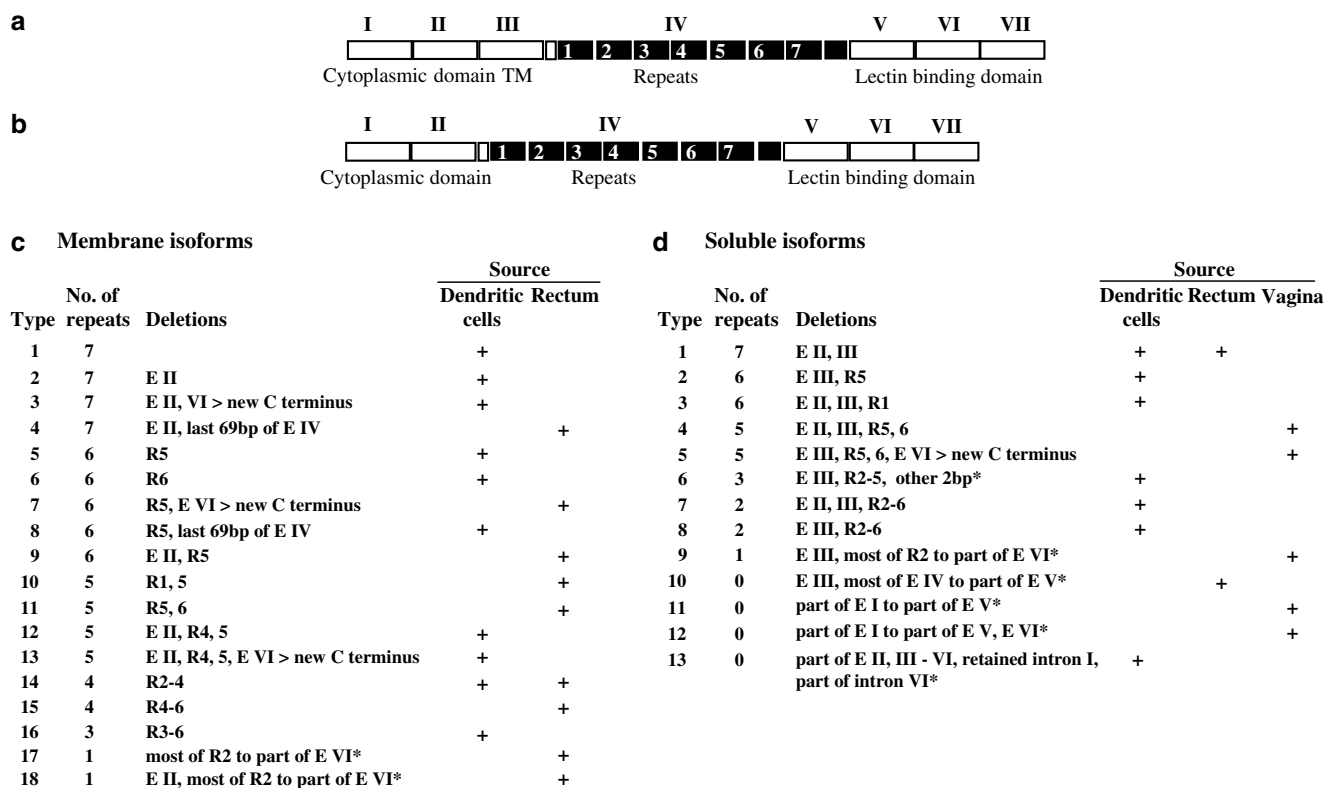 a
I II III IV V VI VII
1 2 3 4 5 6 7
Cytoplasmic domain TM Repeats Lectin binding domain
b
I II IV V VI VII
1 2 3 4 5 6 7
Cytoplasmic domain Repeats Lectin binding domain
c Membrane isoforms
Source
No. of Dendritic Rectum
Type repeats Deletions cells
1 7 +
2 7 E II +
3 7 E II, VI > new C terminus +
4 7 E II, last 69bp of E IV +
5 6 R5 +
6 6 R6 +
7 6 R5, E VI > new C terminus +
8 6 R5, last 69bp of E IV +
9 6 E II, R5 +
10 5 R1, 5 +
11 5 R5, 6 +
12 5 E II, R4, 5 +
13 5 E II, R4, 5, E VI > new C terminus +
14 4 R2-4 + +
15 4 R4-6 +
16 3 R3-6 +
17 1 most of R2 to part of E VI* +
18 1 E II, most of R2 to part of E VI* +
d Soluble isoforms
Source
No. of Dendritic Rectum Vagina
Type repeats Deletions cells
1 7 E II, III + +
2 6 E III, R5 +
3 6 E II, III, R1 +
4 5 E II, III, R5, 6 +
5 5 E III, R5, 6, E VI > new C terminus +
6 3 E III, R2-5, other 2bp* +
7 2 E II, III, R2-6 +
8 2 E III, R2-6 +
9 1 E III, most of R2 to part of E VI* +
10 0 E III, most of E IV to part of E V* +
11 0 part of E I to part of E V* +
12 0 part of E I to part of E V, E VI* +
13 0 part of E II, III - VI, retained intron I, +
part of intron VI*